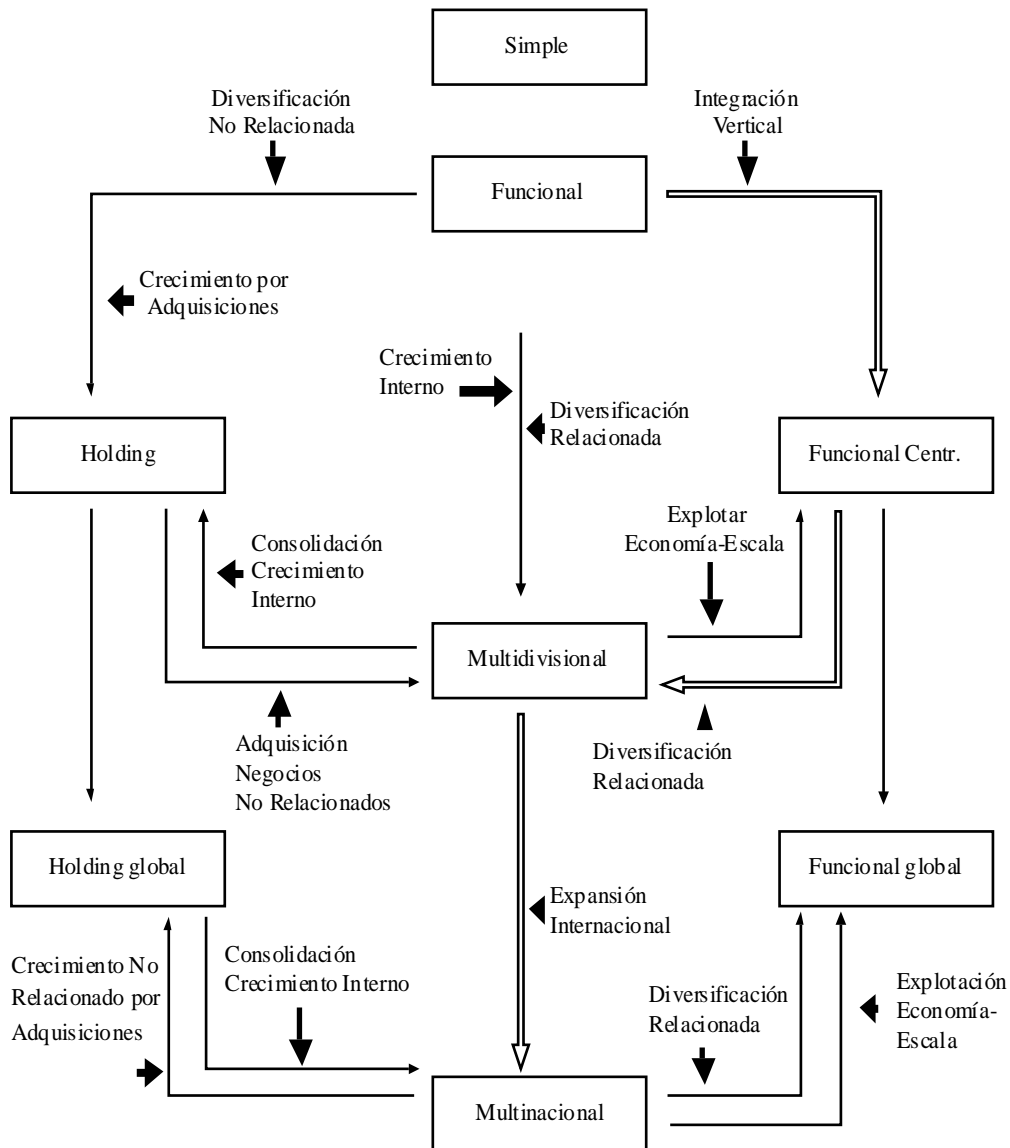 Simple
Diversificación
No Relacionada
Integración
Vertical
Funcional
Crecimiento por
Adquisiciones
Crecimiento
Interno
Diversificación
Relacionada
Holding
Funcional Centr.
Explotar
Economía-Escala
Consolidación
Crecimiento
Interno
Multidivisional
Adquisición
Negocios
No Relacionados
Diversificación
Relacionada
Holding global
Funcional global
Expansión
Internacional
Crecimiento No
Relacionado por
Adquisiciones
Consolidación
Crecimiento Interno
Diversificación
Relacionada
Explotación
Economía-
Escala
Multinacional